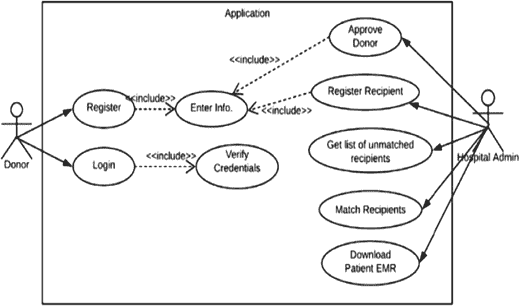 Application
Approve
Donor
<<include>>
Register
<<include>>
Enter Info.
Register Recipient
<<include>>
Donor
Login
<<include>>
Verify
Credentials
Get list of unmatched
recipients
Hospital Admin
Match Recipients
Download
Patient EMR